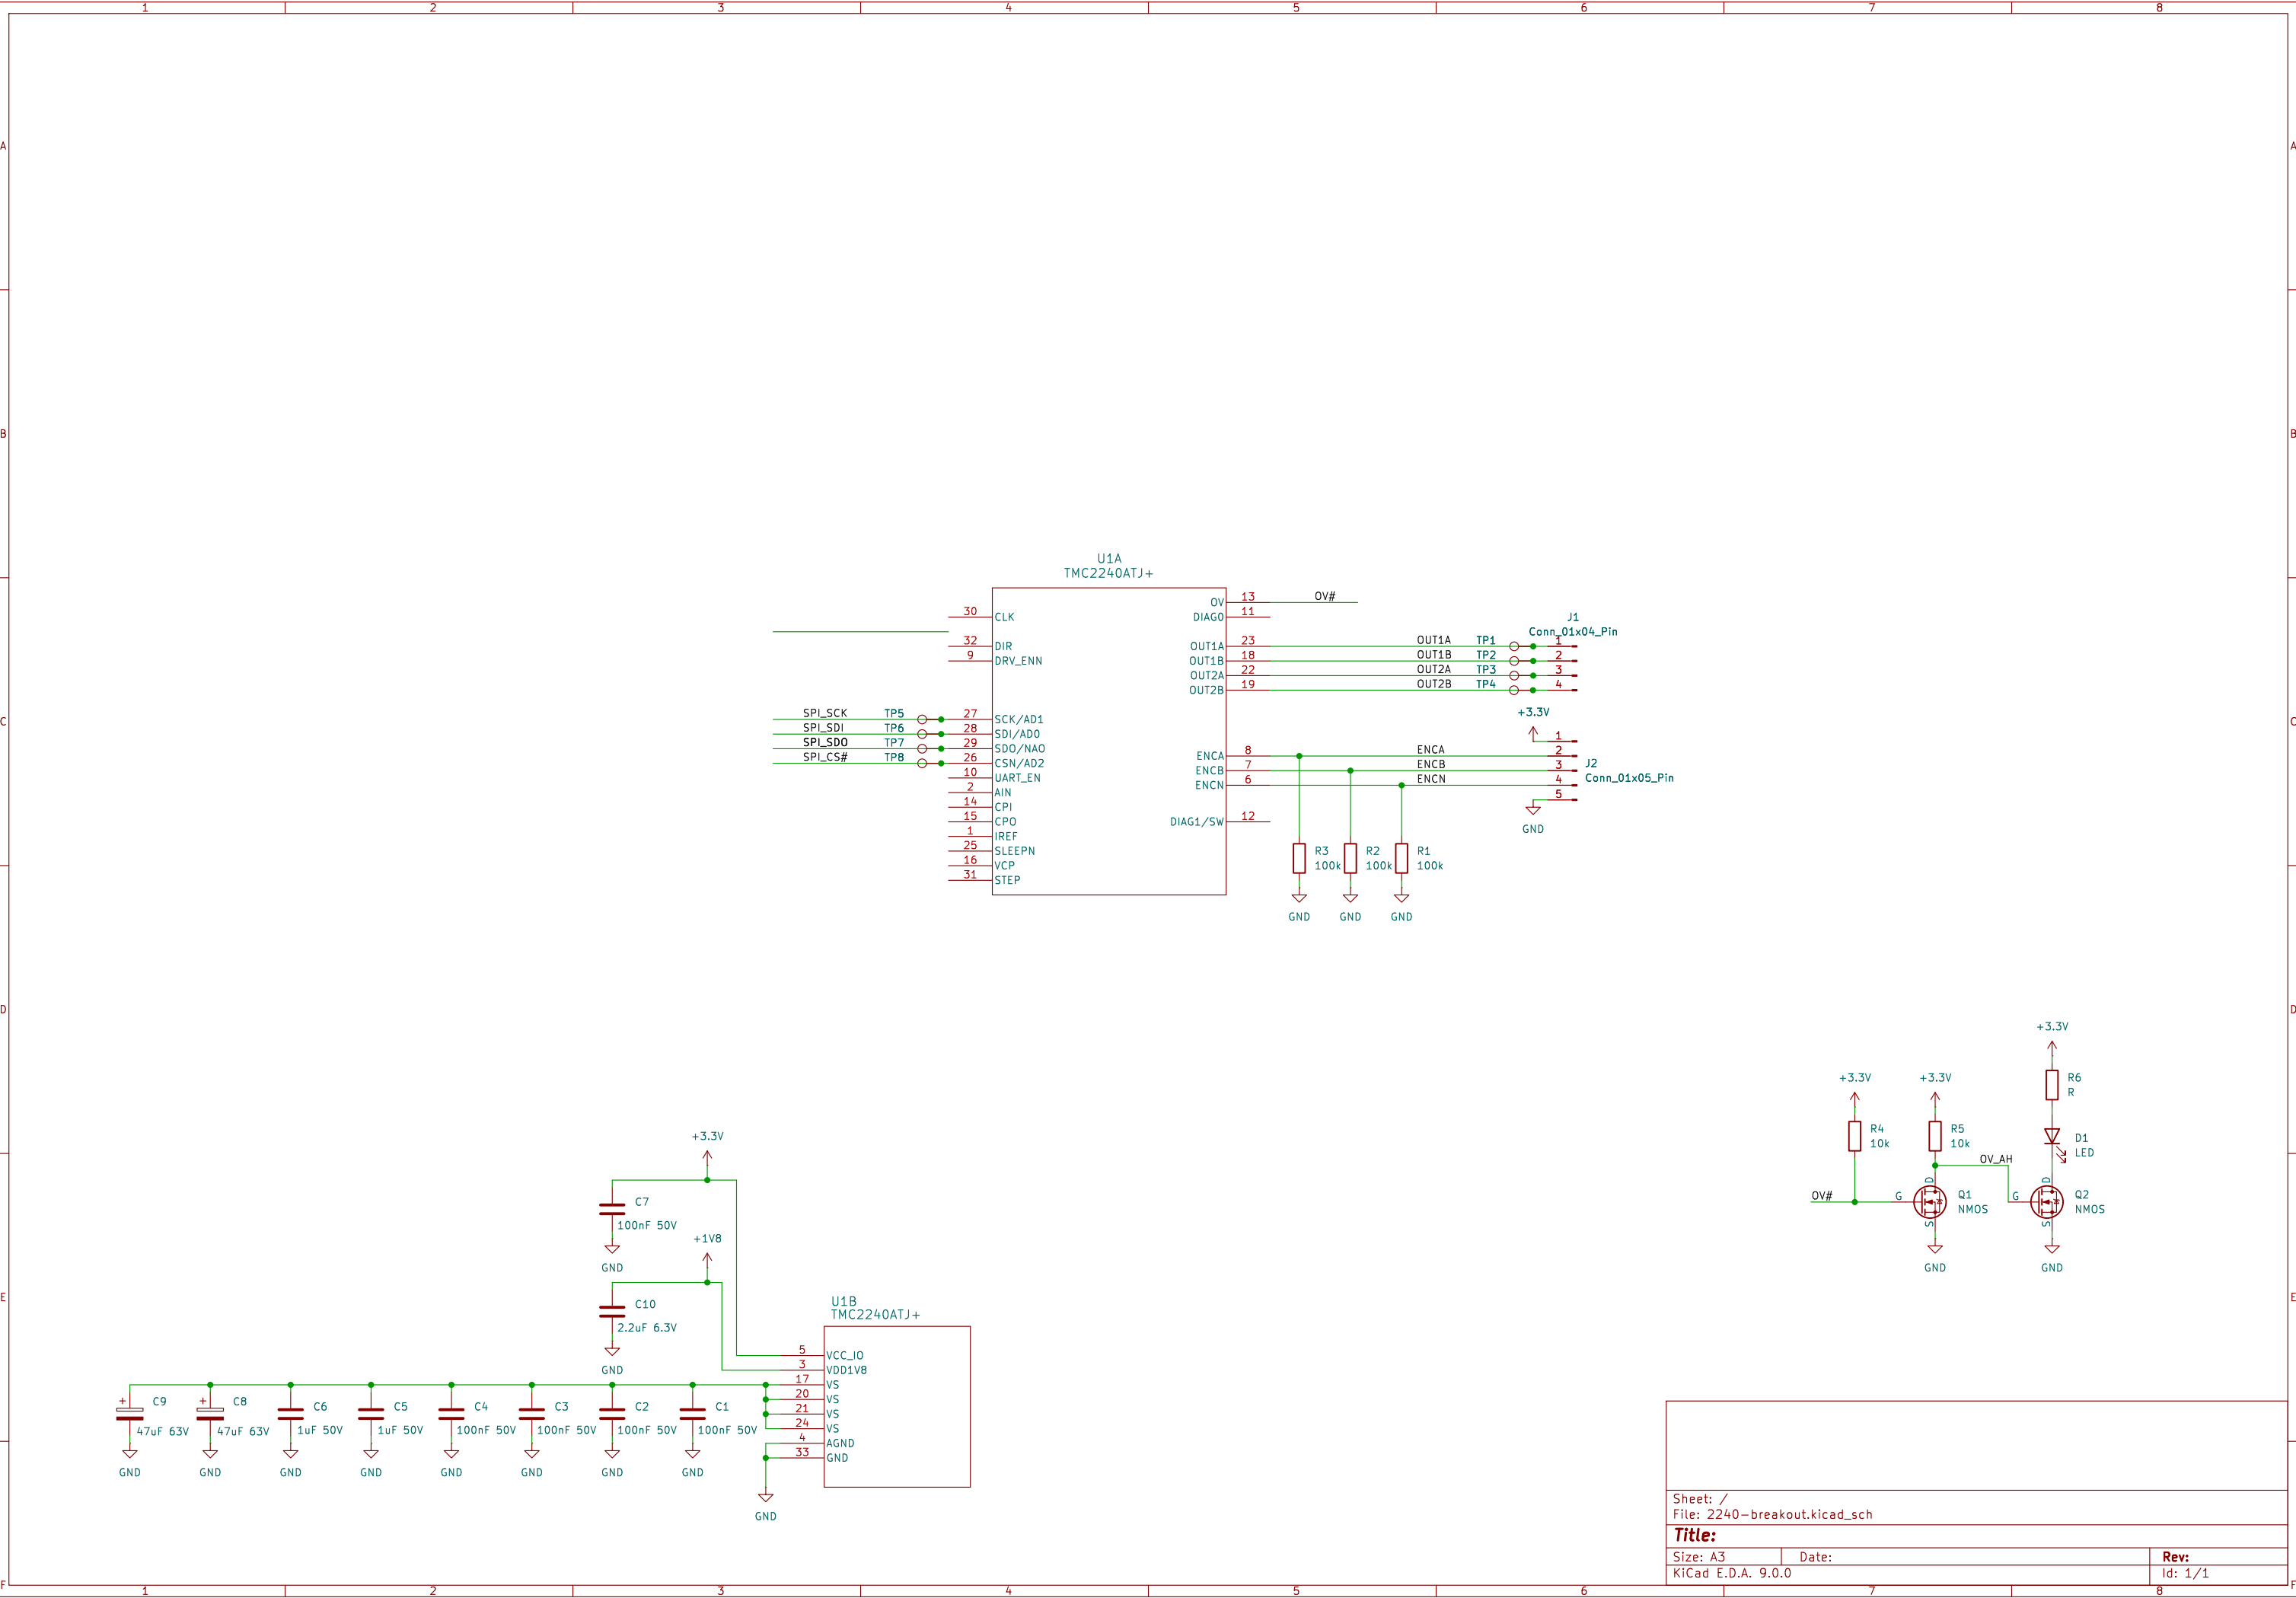 1 2 3 4 5 6 7 8
A A
B B
U1A
TMC2240ATJ+
30 CLK
32 DIR
9 DRV_ENN
SPI_SCK TP5 27 SCK/AD1
SPI_SDI TP6 28 SDI/AD0
SPI_SDO TP7 29 SDO/NAO
SPI_CS# TP8 26 CSN/AD2
10 UART_EN
2 AIN
14 CPI
15 CPO
1 IREF
25 SLEEPN
16 VCP
31 STEP
OV 13 OV#
DIAG0 11
OUT1A 23 OUT1A TP1
OUT1B 18 OUT1B TP2
OUT2A 22 OUT2A TP3
OUT2B 19 OUT2B TP4
ENCA 8 ENCA
ENCB 7 ENCB
ENCN 6 ENCN
DIAG1/SW 12
J1
Conn_01x04_Pin
1
2
3
4
+3.3V
1
2
3
4
5
J2
Conn_01x05_Pin
GND
C C
R3
100k
R2
100k
R1
100k
GND GND GND
D D
+3.3V
+3.3V +3.3V
R6
R
R4
10k
R5
10k
D1
LED
OV_AH
OV#
G D S
Q1
NMOS
G D S
Q2
NMOS
GND GND
+3.3V
C7
100nF 50V
GND
+1V8
C10
2.2uF 6.3V
GND
E E
U1B
TMC2240ATJ+
5 VCC_IO
3 VDD1V8
17 VS
20 VS
21 VS
24 VS
4 AGND
33 GND
+ C9
47uF 63V
+ C8
47uF 63V
C6
1uF 50V
C5
1uF 50V
C4
100nF 50V
C3
100nF 50V
C2
100nF 50V
C1
100nF 50V
GND GND GND GND GND GND GND GND
GND
Sheet: /
File: 2240-breakout.kicad_sch
Title:
Size: A3 Date: Rev:
KiCad E.D.A. 9.0.0 Id: 1/1
F F
1 2 3 4 5 6 7 8